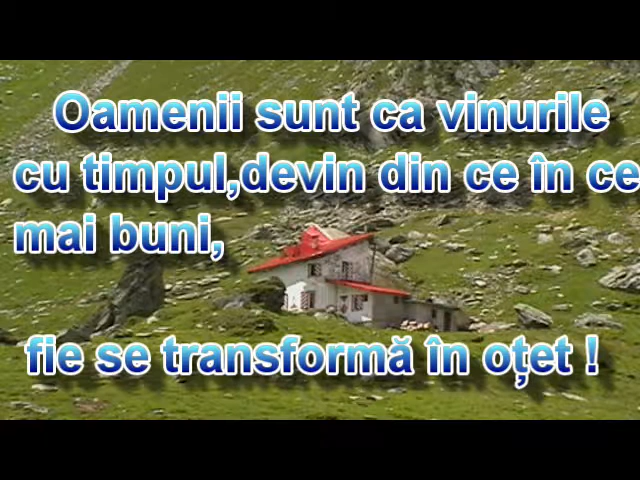 Oamenii sunt ca vinurile
cu timpul,devin din ce în ce
mai buni,
fie se transformă în oțet !